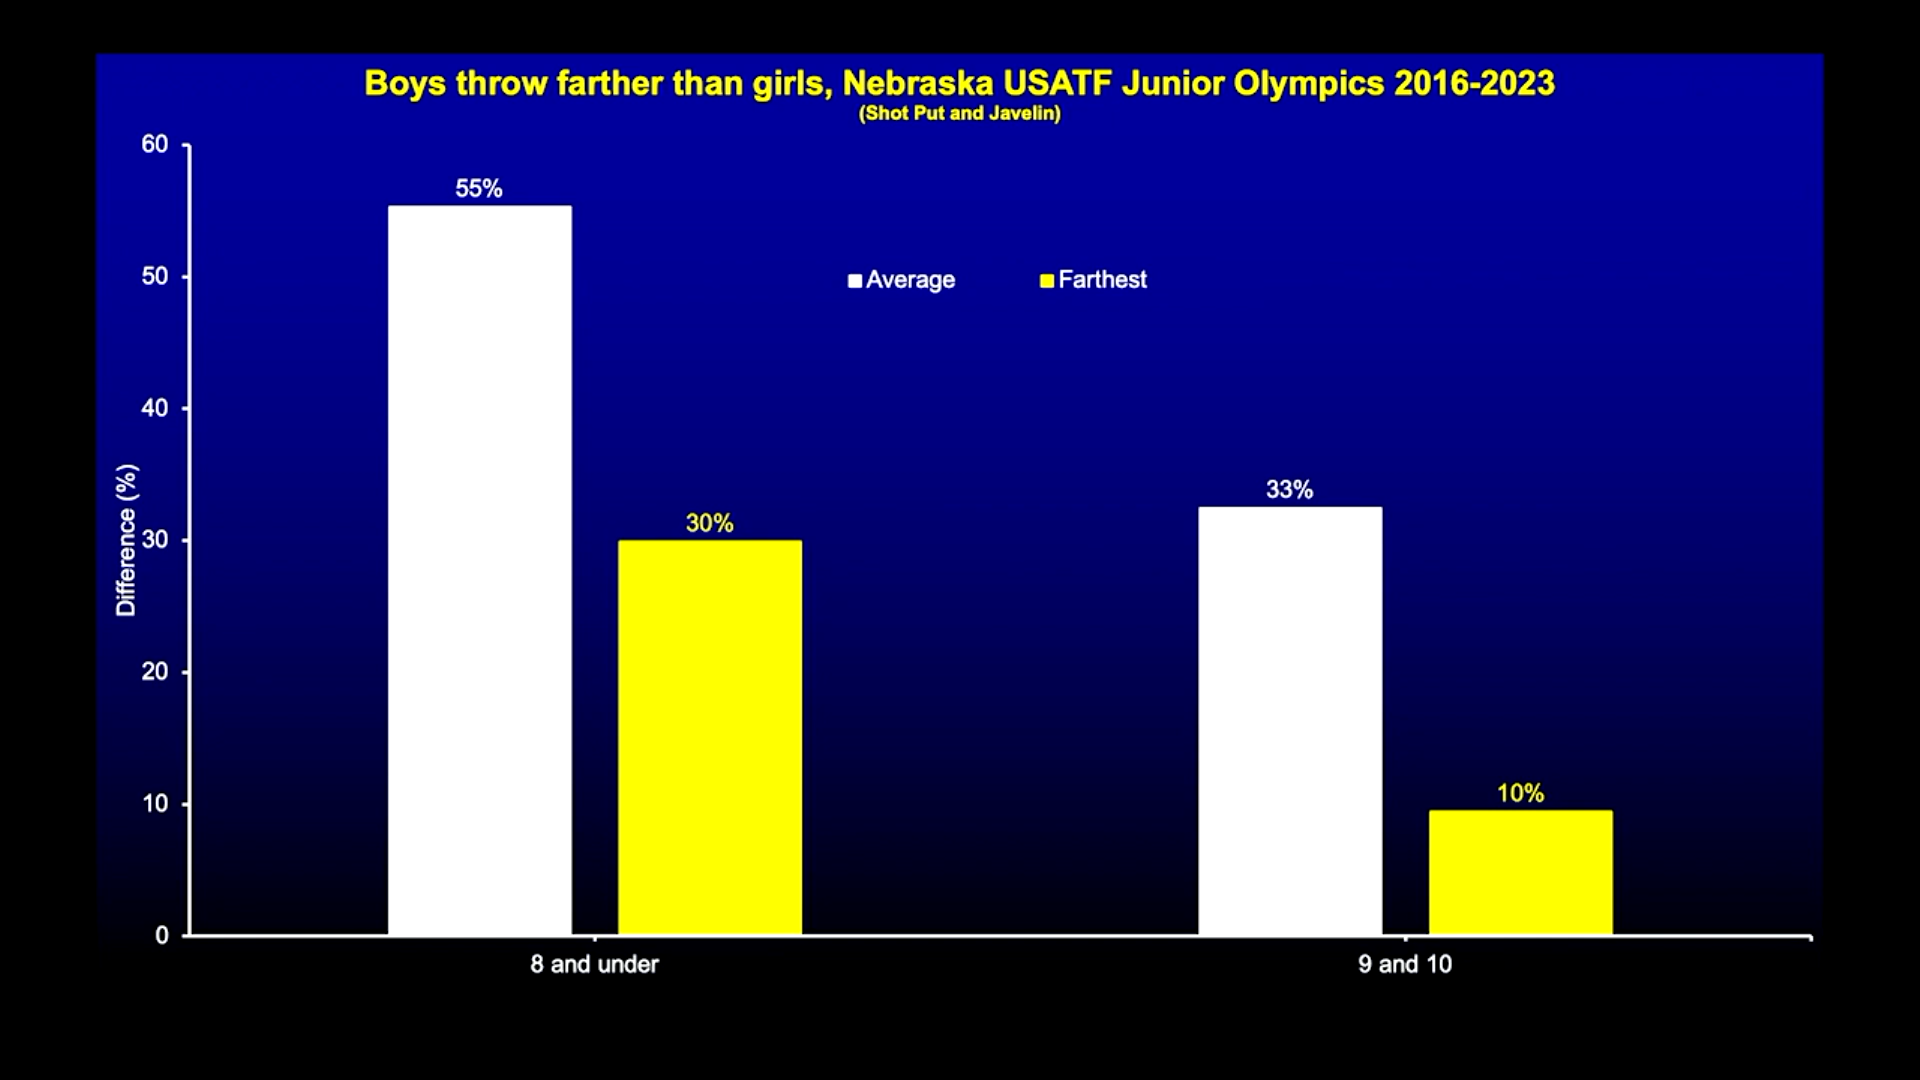 Boys throw farther than girls, Nebraska USATF Junior Olympics 2016-2023
(Shot Put and Javelin)
60
55%
50
Average
Farthest
40
33%
Difference (%)
30%
30
20
10
10%
0
8 and under
9 and 10